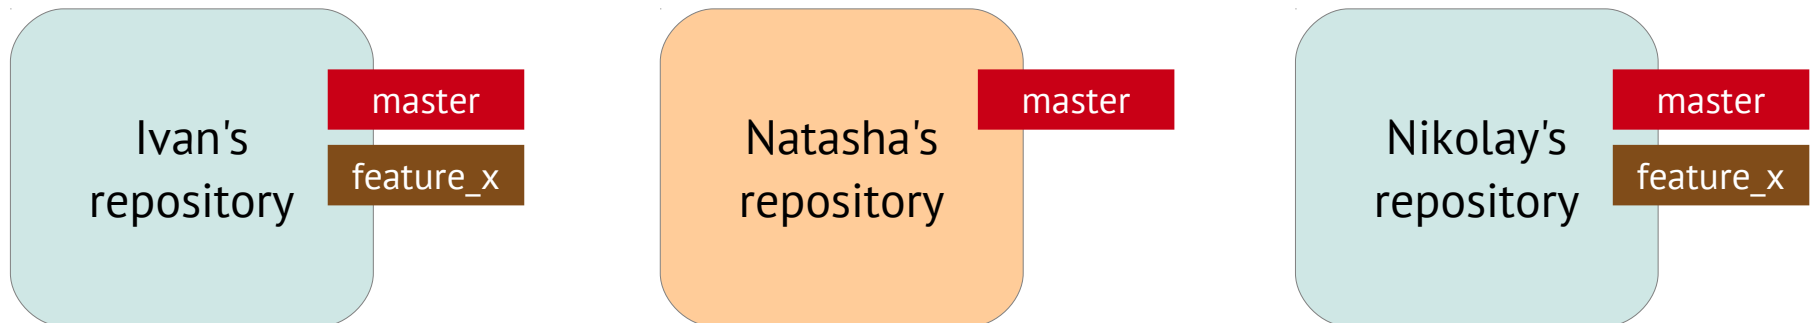 Ivan's
repository
master
feature_x
Natasha's
repository
master
Nikolay's
repository
master
feature_x